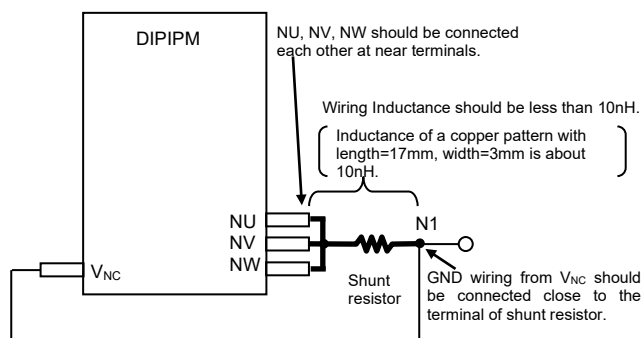 DIPIPM
NU, NV, NW should be connected
each other at near terminals.
Wiring Inductance should be less than 10nH.
Inductance of a copper pattern with
length=17mm, width=3mm is about
10nH.
NU
NV
NW
N1
VNC
Shunt
resistor
GND wiring from VNC should
be connected close to the
terminal of shunt resistor.